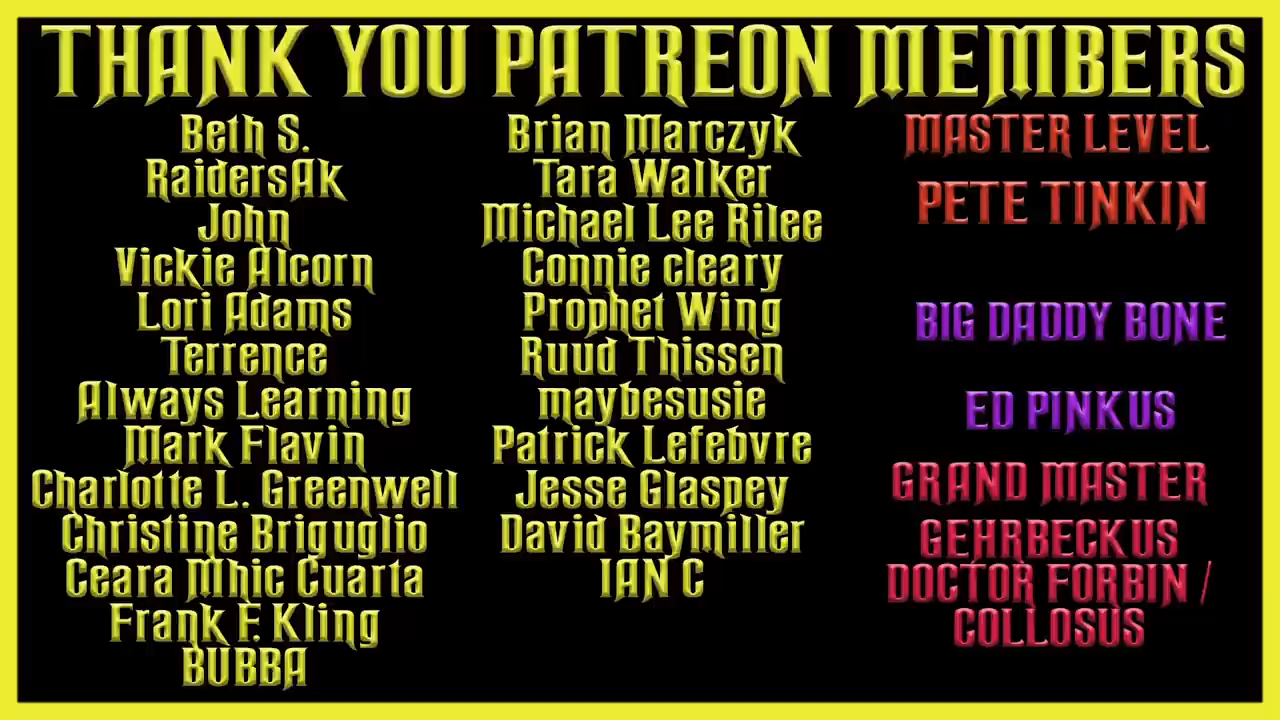 THANK YOU PATREON MEMBERS
Beth S.
RaidersAk
John
Vickie Alcorn
Lori Adams
Terrence
Always Learning
Mark Flavin
Charlotte L. Greenwell
Christine Briguglio
Ceara Mhic Cuarta
Frank F. Kling
BUBBA
Brian Marczyk
Tara Walker
Michael Lee Rilee
Connie cleary
Prophet Wing
Ruud Thissen
maybesusie
Patrick Lefebvre
Jesse Glaspey
David Baymiller
IAN C
MASTER LEVEL
PETE TINKIN
BIG DADDY BONE
ED PINKUS
GRAND MASTER
GEHRBECKUS
DOCTOR FORBIN /
COLLOSUS